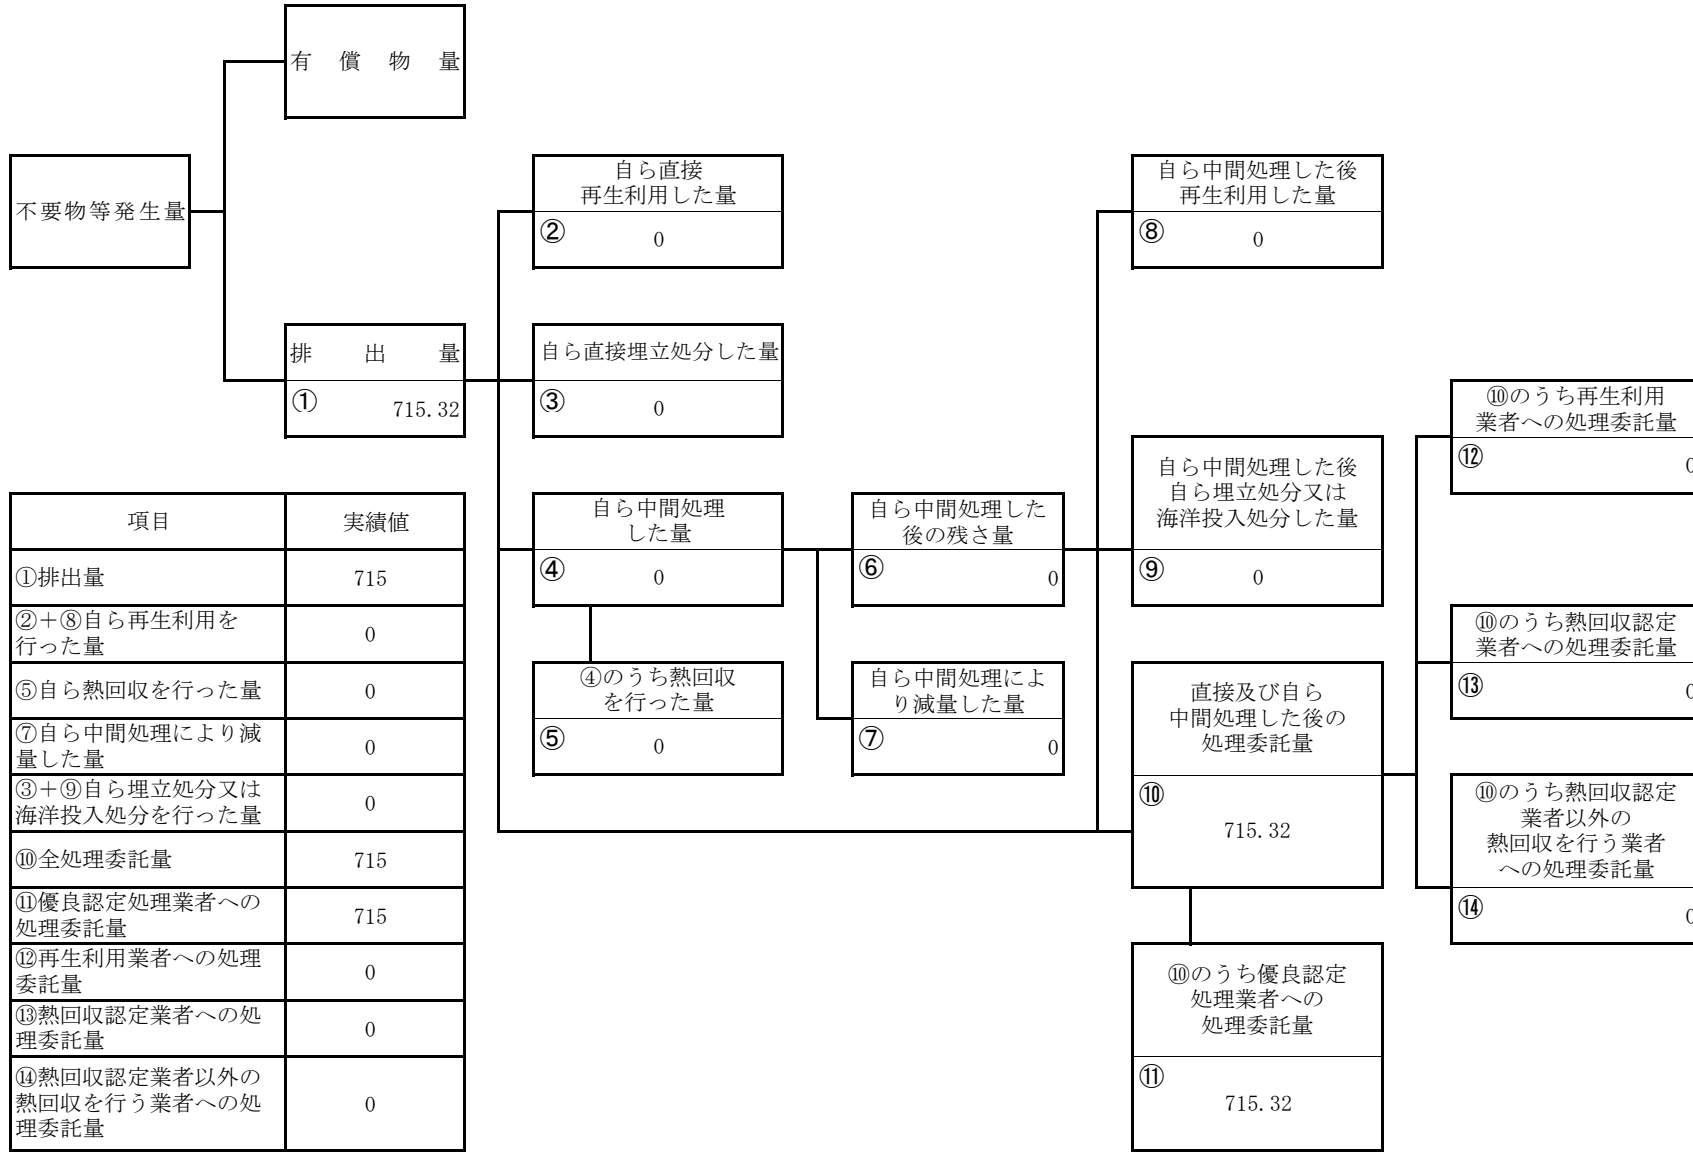 有償物量
不要物等発生量
排出量
① 715.32
自ら直接
再生利用した量
② 0
自ら直接埋立処分した量
③ 0
自ら中間処理
した量
④ 0
④のうち熱回収
を行った量
⑤ 0
自ら中間処理した
後の残さ量
⑥ 0
自ら中間処理によ
り減量した量
⑦ 0
自ら中間処理した後
再生利用した量
⑧ 0
自ら中間処理した後
自ら埋立処分又は
海洋投入処分した量
⑨ 0
直接及び自ら
中間処理した後の
処理委託量
⑩
715.32
⑩のうち優良認定
処理業者への
処理委託量
⑪
715.32
⑩のうち再生利用
業者への処理委託量
⑫ 0
⑩のうち熱回収認定
業者への処理委託量
⑬ 0
⑩のうち熱回収認定
業者以外の
熱回収を行う業者
への処理委託量
⑭ 0
項目 実績値
①排出量 715
②＋⑧自ら再生利用を
行った量 0
⑤自ら熱回収を行った量 0
⑦自ら中間処理により減
量した量 0
③＋⑨自ら埋立処分又は
海洋投入処分を行った量 0
⑩全処理委託量 715
⑪優良認定処理業者への
処理委託量 715
⑫再生利用業者への処理
委託量 0
⑬熱回収認定業者への処
理委託量 0
⑭熱回収認定業者以外の
熱回収を行う業者への処
理委託量 0